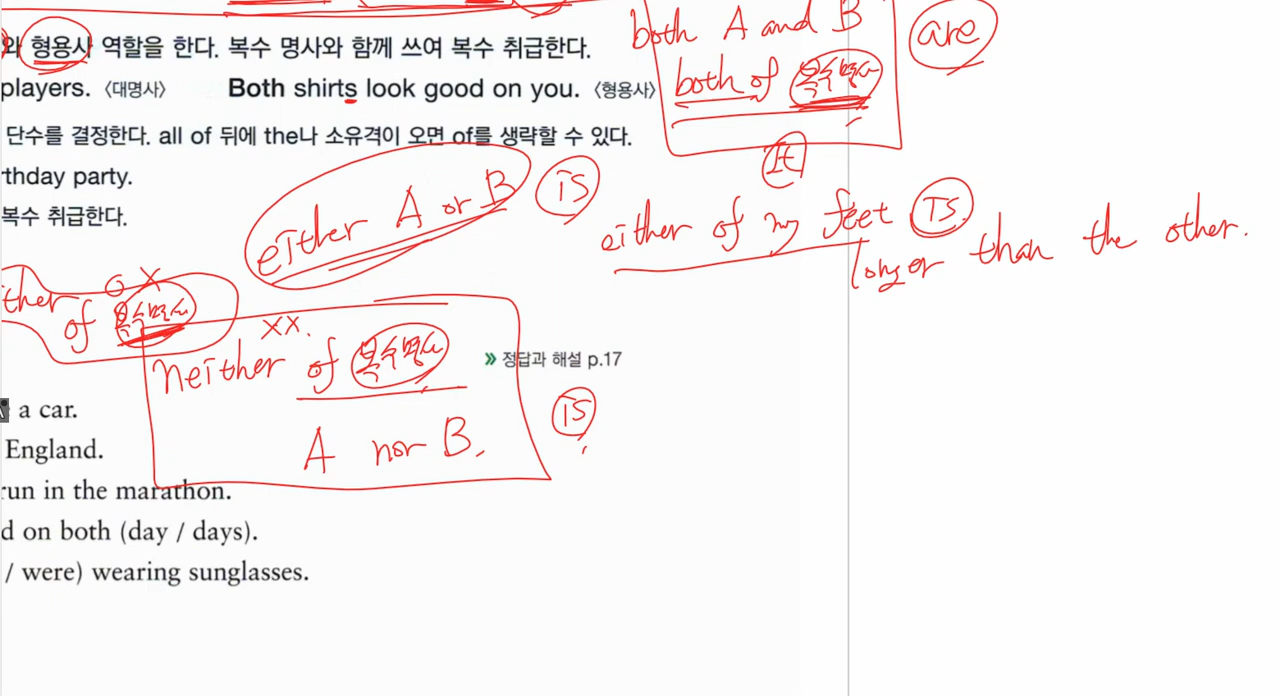 both A and B
are
와 형용사 역할을 한다. 복수 명사와 함께 쓰여 복수 취급한다.
both of 복수명사
players. 〈대명사〉 Both shirts look good on you. 〈형용사〉
단수를 결정한다. all of 뒤에 the나 소유격이 오면 of를 생략할 수 있다.
It
rthday party.
either A or B is
복수 취급한다.
either of my feet is
longer than the other.
ther O X
of 복수명사
XX.
neither of 복수명사
» 정답과 해설 p.17
a car.
A nor B. is
England.
run in the marathon.
d on both (day / days).
/ were) wearing sunglasses.